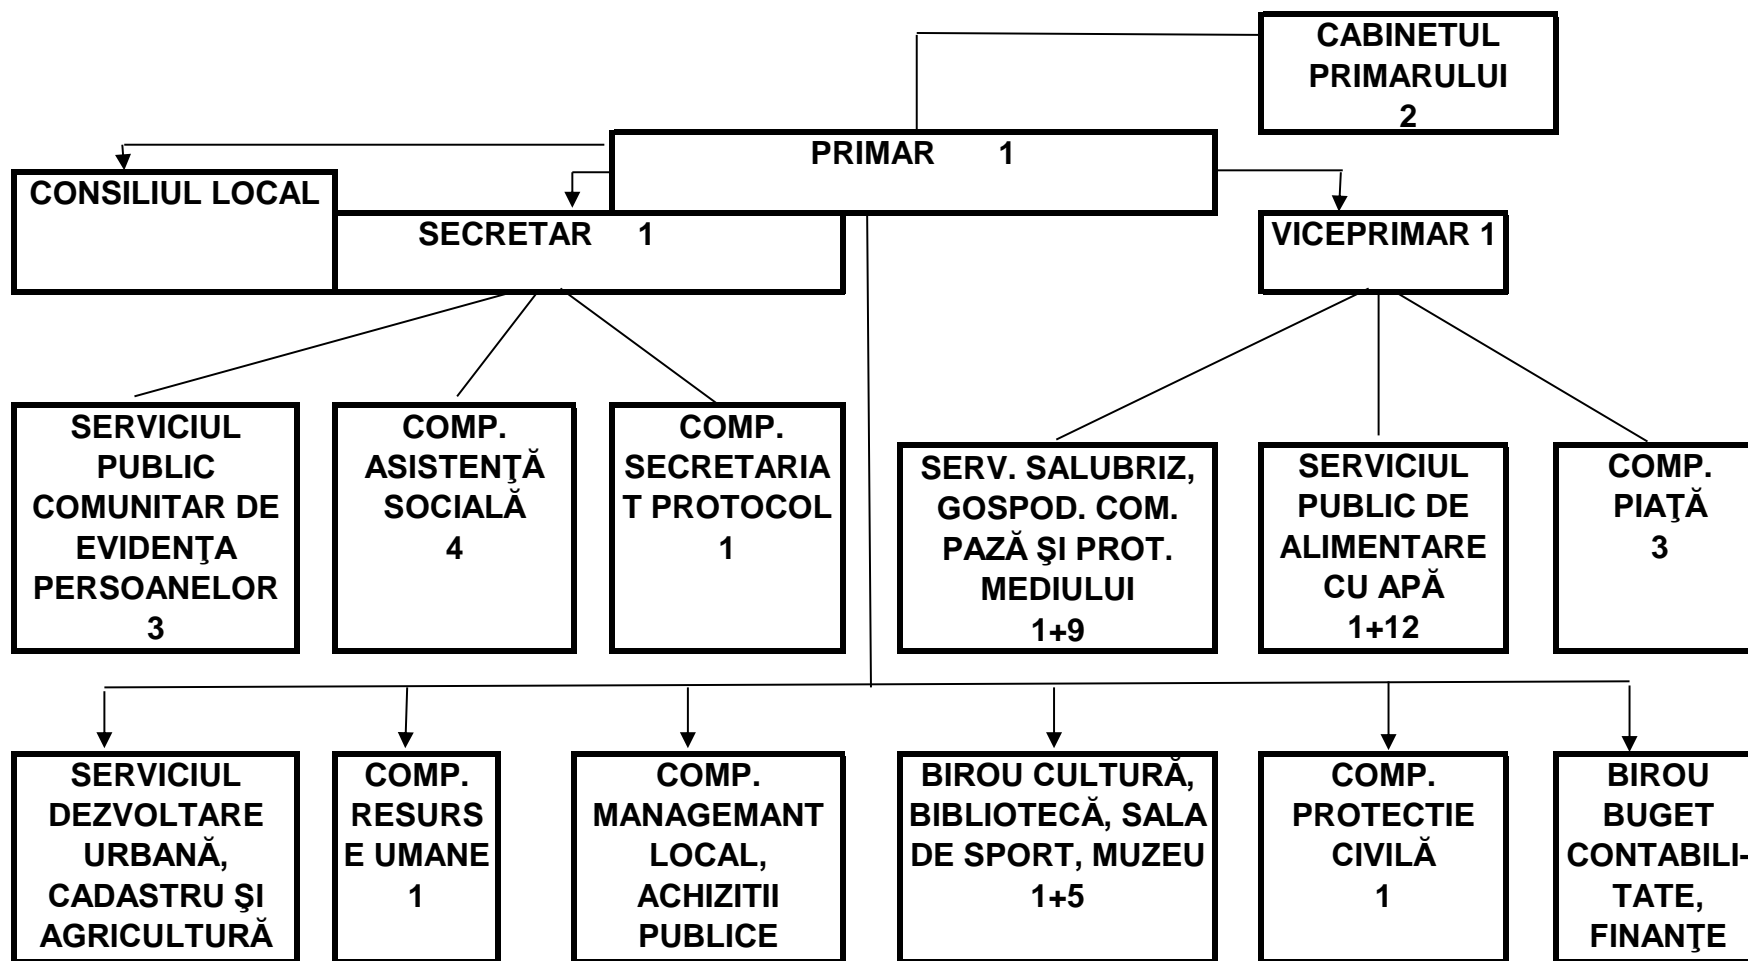 CABINETUL
PRIMARULUI
2
PRIMAR 1
CONSILIUL LOCAL
SECRETAR 1
VICEPRIMAR 1
SERVICIUL
PUBLIC
COMUNITAR DE
EVIDENŢA
PERSOANELOR
3
COMP.
ASISTENŢĂ
SOCIALĂ
4
COMP.
SECRETARIA
T PROTOCOL
1
SERV. SALUBRIZ,
GOSPOD. COM.
PAZĂ ŞI PROT.
MEDIULUI
1+9
SERVICIUL
PUBLIC DE
ALIMENTARE
CU APĂ
1+12
COMP.
PIAŢĂ
3
SERVICIUL
DEZVOLTARE
URBANĂ,
CADASTRU ŞI
AGRICULTURĂ
COMP.
RESURS
E UMANE
1
COMP.
MANAGEMANT
LOCAL,
ACHIZITII
PUBLICE
BIROU CULTURĂ,
BIBLIOTECĂ, SALA
DE SPORT, MUZEU
1+5
COMP.
PROTECTIE
CIVILĂ
1
BIROU
BUGET
CONTABILI-
TATE,
FINANŢE